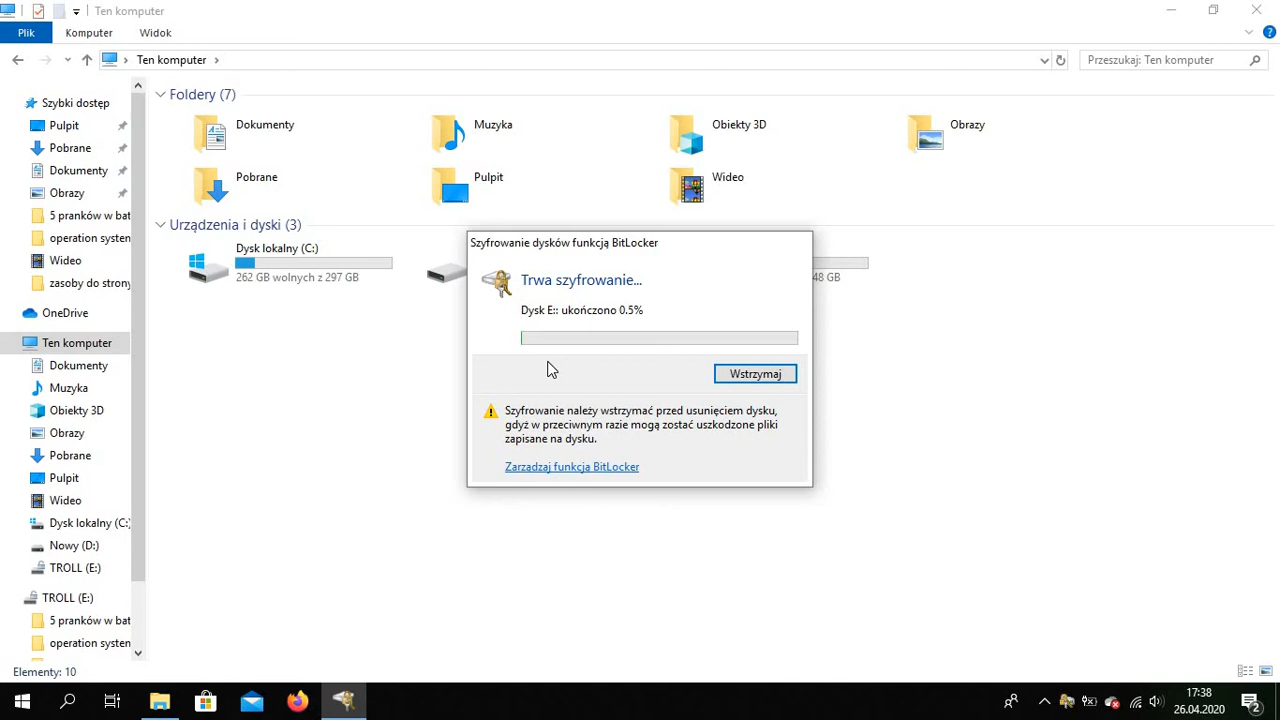 Ten komputer
Plik Komputer Widok
Ten komputer
Przeszukaj: Ten komputer
Szybki dostęp
Pulpit
Pobrane
Dokumenty
Obrazy
5 pranków w bat
operation system
Wideo
zasoby do strony
OneDrive
Ten komputer
Dokumenty
Muzyka
Obiekty 3D
Obrazy
Pobrane
Pulpit
Wideo
Dysk lokalny (C:)
Nowy (D:)
TROLL (E:)
TROLL (E:)
5 pranków w bat
operation system
Foldery (7)
Dokumenty Muzyka Obiekty 3D Obrazy
Pobrane Pulpit Wideo
Urządzenia i dyski (3)
Dysk lokalny (C:)
262 GB wolnych z 297 GB
48 GB
Szyfrowanie dysków funkcją BitLocker
Trwa szyfrowanie...
Dysk E:: ukończono 0.5%
Wstrzymaj
Szyfrowanie należy wstrzymać przed usunięciem dysku,
gdyż w przeciwnym razie mogą zostać uszkodzone pliki
zapisane na dysku.
Zarządzaj funkcją BitLocker
Elementy: 10
17:38
26.04.2020
2